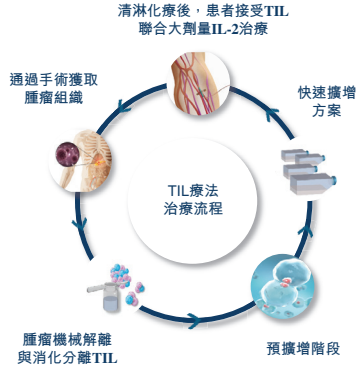 清淋化療後，患者接受TIL
聯合大劑量IL-2治療
通過手術獲取
腫瘤組織
快速擴增
方案
TIL療法
治療流程
腫瘤機械解離
與消化分離TIL
預擴增階段